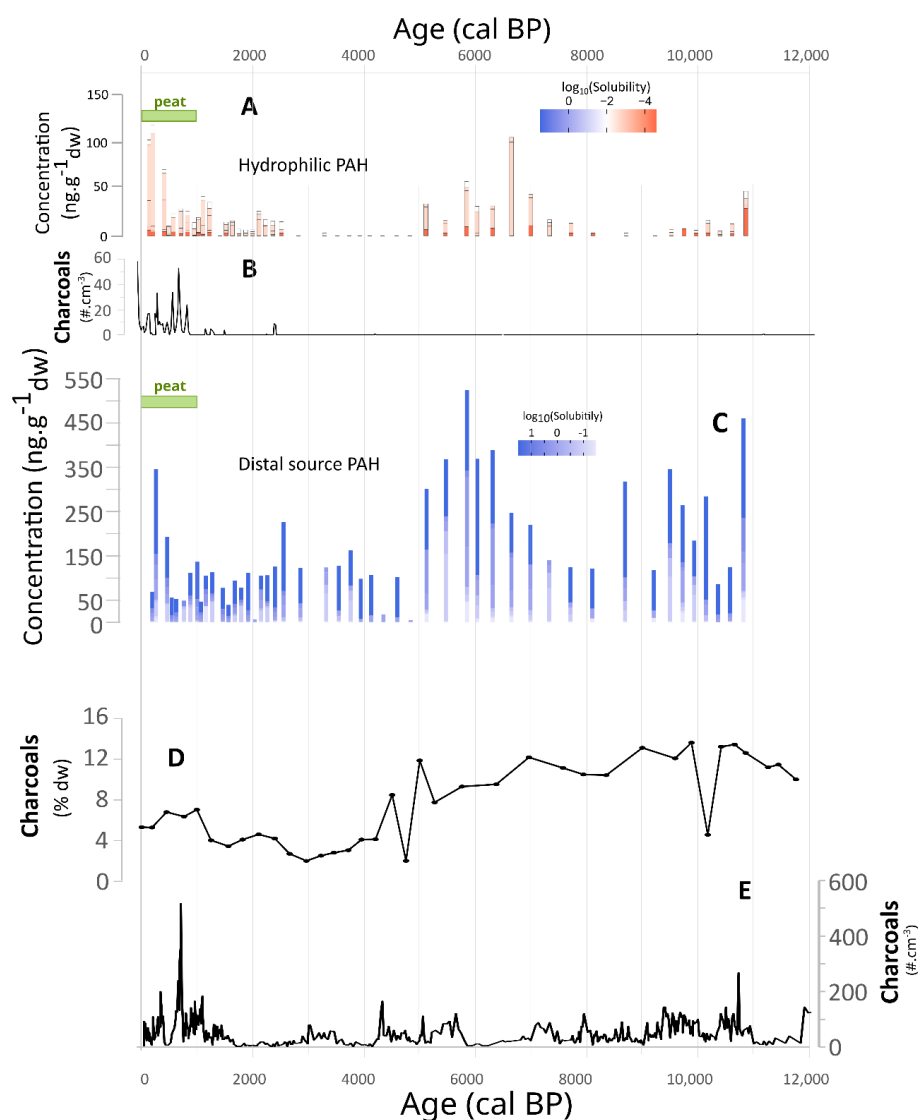 Age (cal BP)
0 2000 4000 6000 8000 10,000 12,000
150
100
50
0
Concentration
(ng.g⁻¹dw)
peat
A
Hydrophilic PAH
log₁₀(Solubility)
0 −2 −4
60
40
20
0
Charcoals
(#.cm⁻³)
B
550
450
350
250
150
50
0
Concentration (ng.g⁻¹dw)
peat
Distal source PAH
log₁₀(Solubitily)
1 0 -1
C
16
12
8
4
0
Charcoals
(% dw)
D
E
600
400
200
0
Charcoals
(#.cm⁻³)
0 2000 4000 6000 8000 10,000 12,000
Age (cal BP)